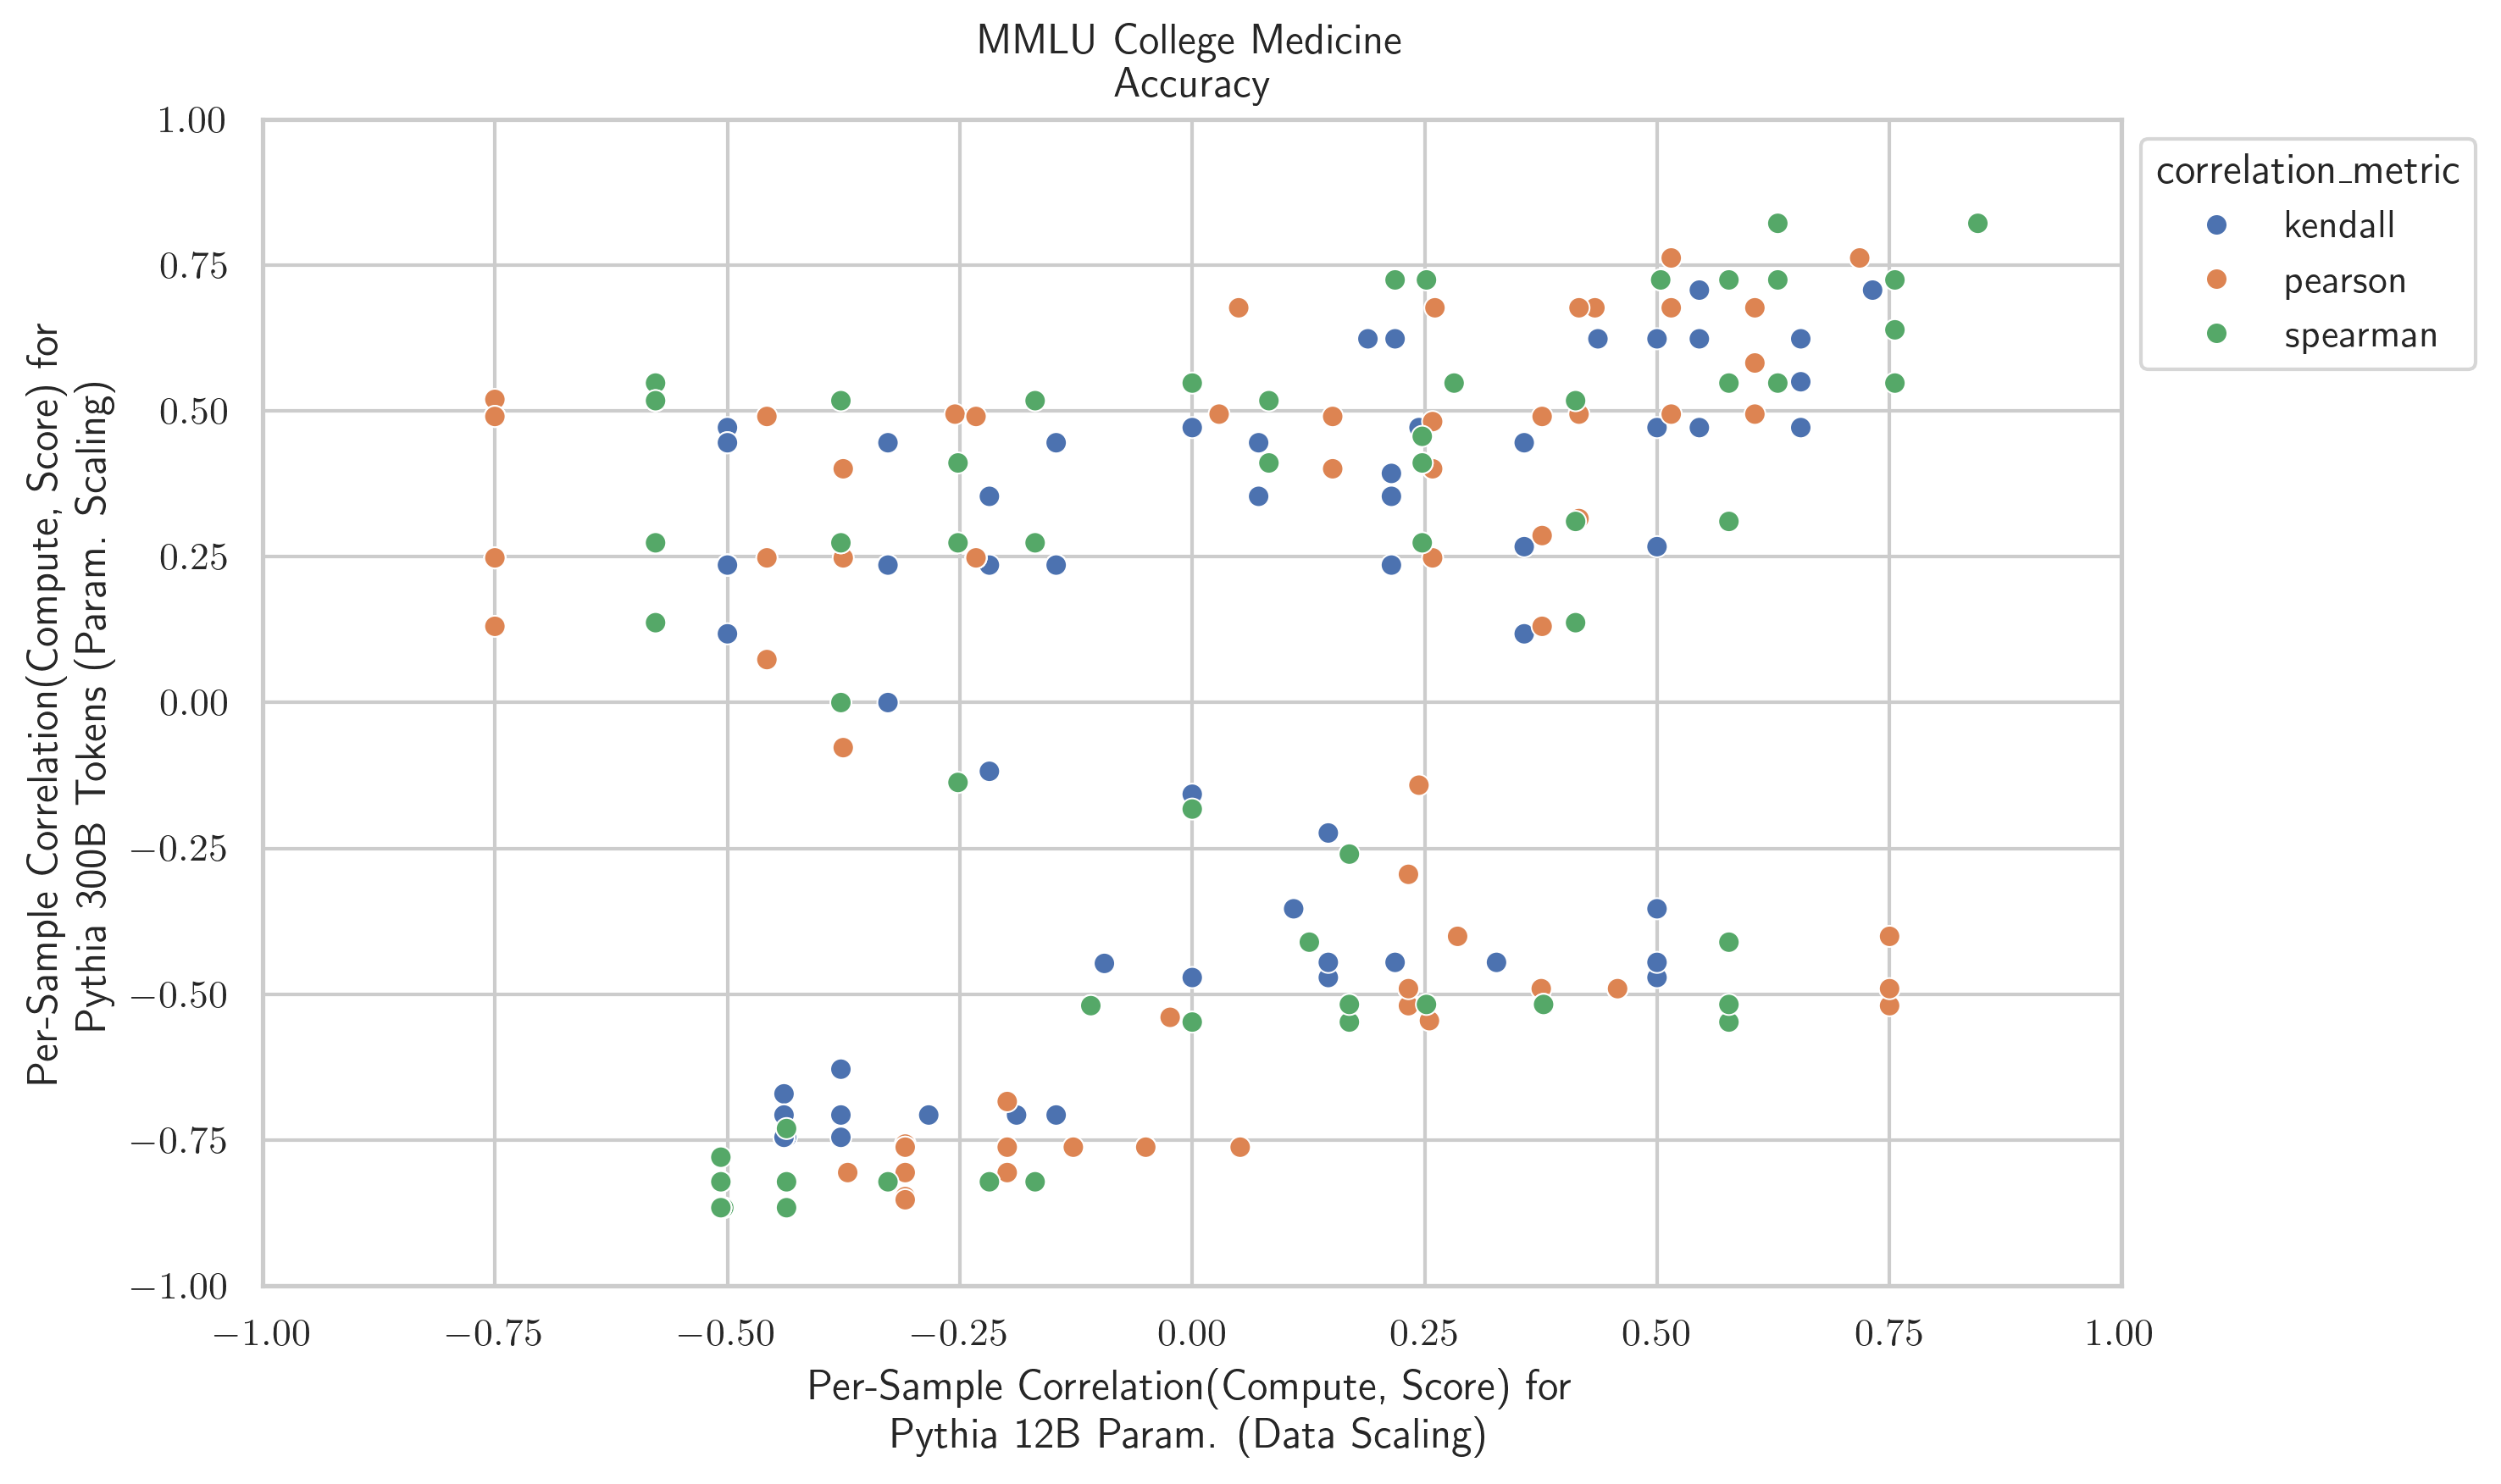 MMLU College Medicine
Accuracy
1.00
0.75
0.50
0.25
0.00
−0.25
−0.50
−0.75
−1.00
Per-Sample Correlation(Compute, Score) for
Pythia 300B Tokens (Param. Scaling)
−1.00 −0.75 −0.50 −0.25 0.00 0.25 0.50 0.75 1.00
Per-Sample Correlation(Compute, Score) for
Pythia 12B Param. (Data Scaling)
correlation_metric
kendall
pearson
spearman